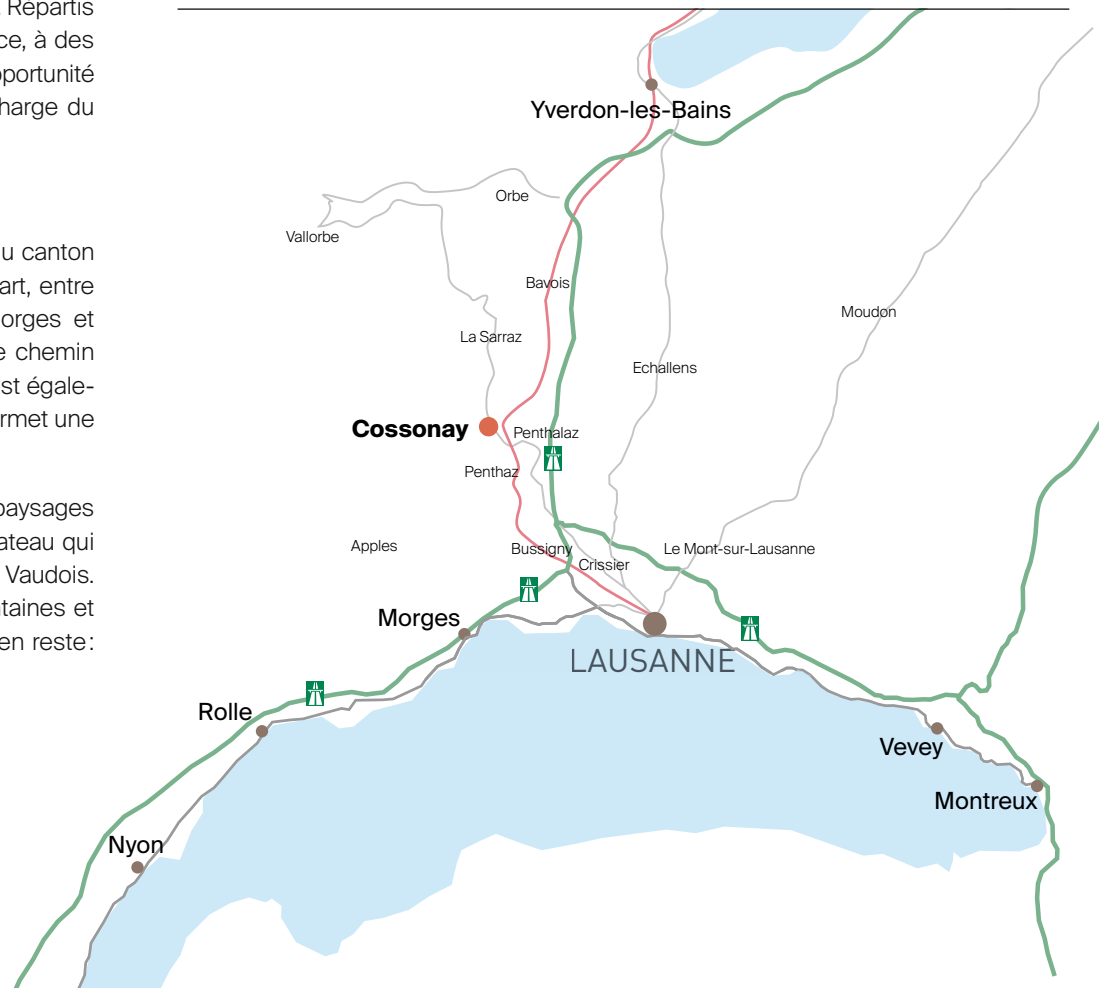 Répartis
ce, à des
pportunité
harge du
u canton
art, entre
orges et
e chemin
st égale-
rmet une
paysages
ateau qui
Vaudois.
ntaines et
en reste :
Yverdon-les-Bains
Orbe
Vallorbe
Bavois
Moudon
La Sarraz
Echallens
Cossonay
Penthalaz
Penthaz
Apples
Bussigny
Le Mont-sur-Lausanne
Crissier
Morges
LAUSANNE
Rolle
Vevey
Montreux
Nyon